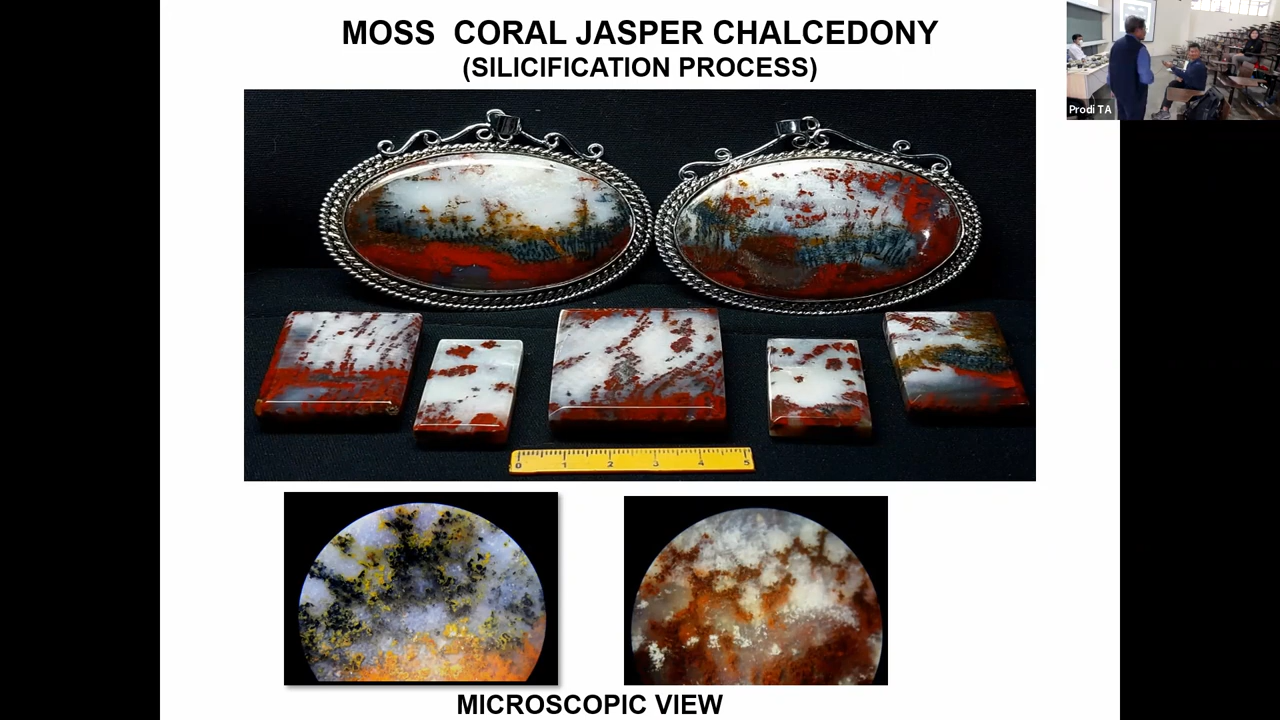 MOSS CORAL JASPER CHALCEDONY
(SILICIFICATION PROCESS)
Prodi TA
0 1 2 3 4 5
MICROSCOPIC VIEW